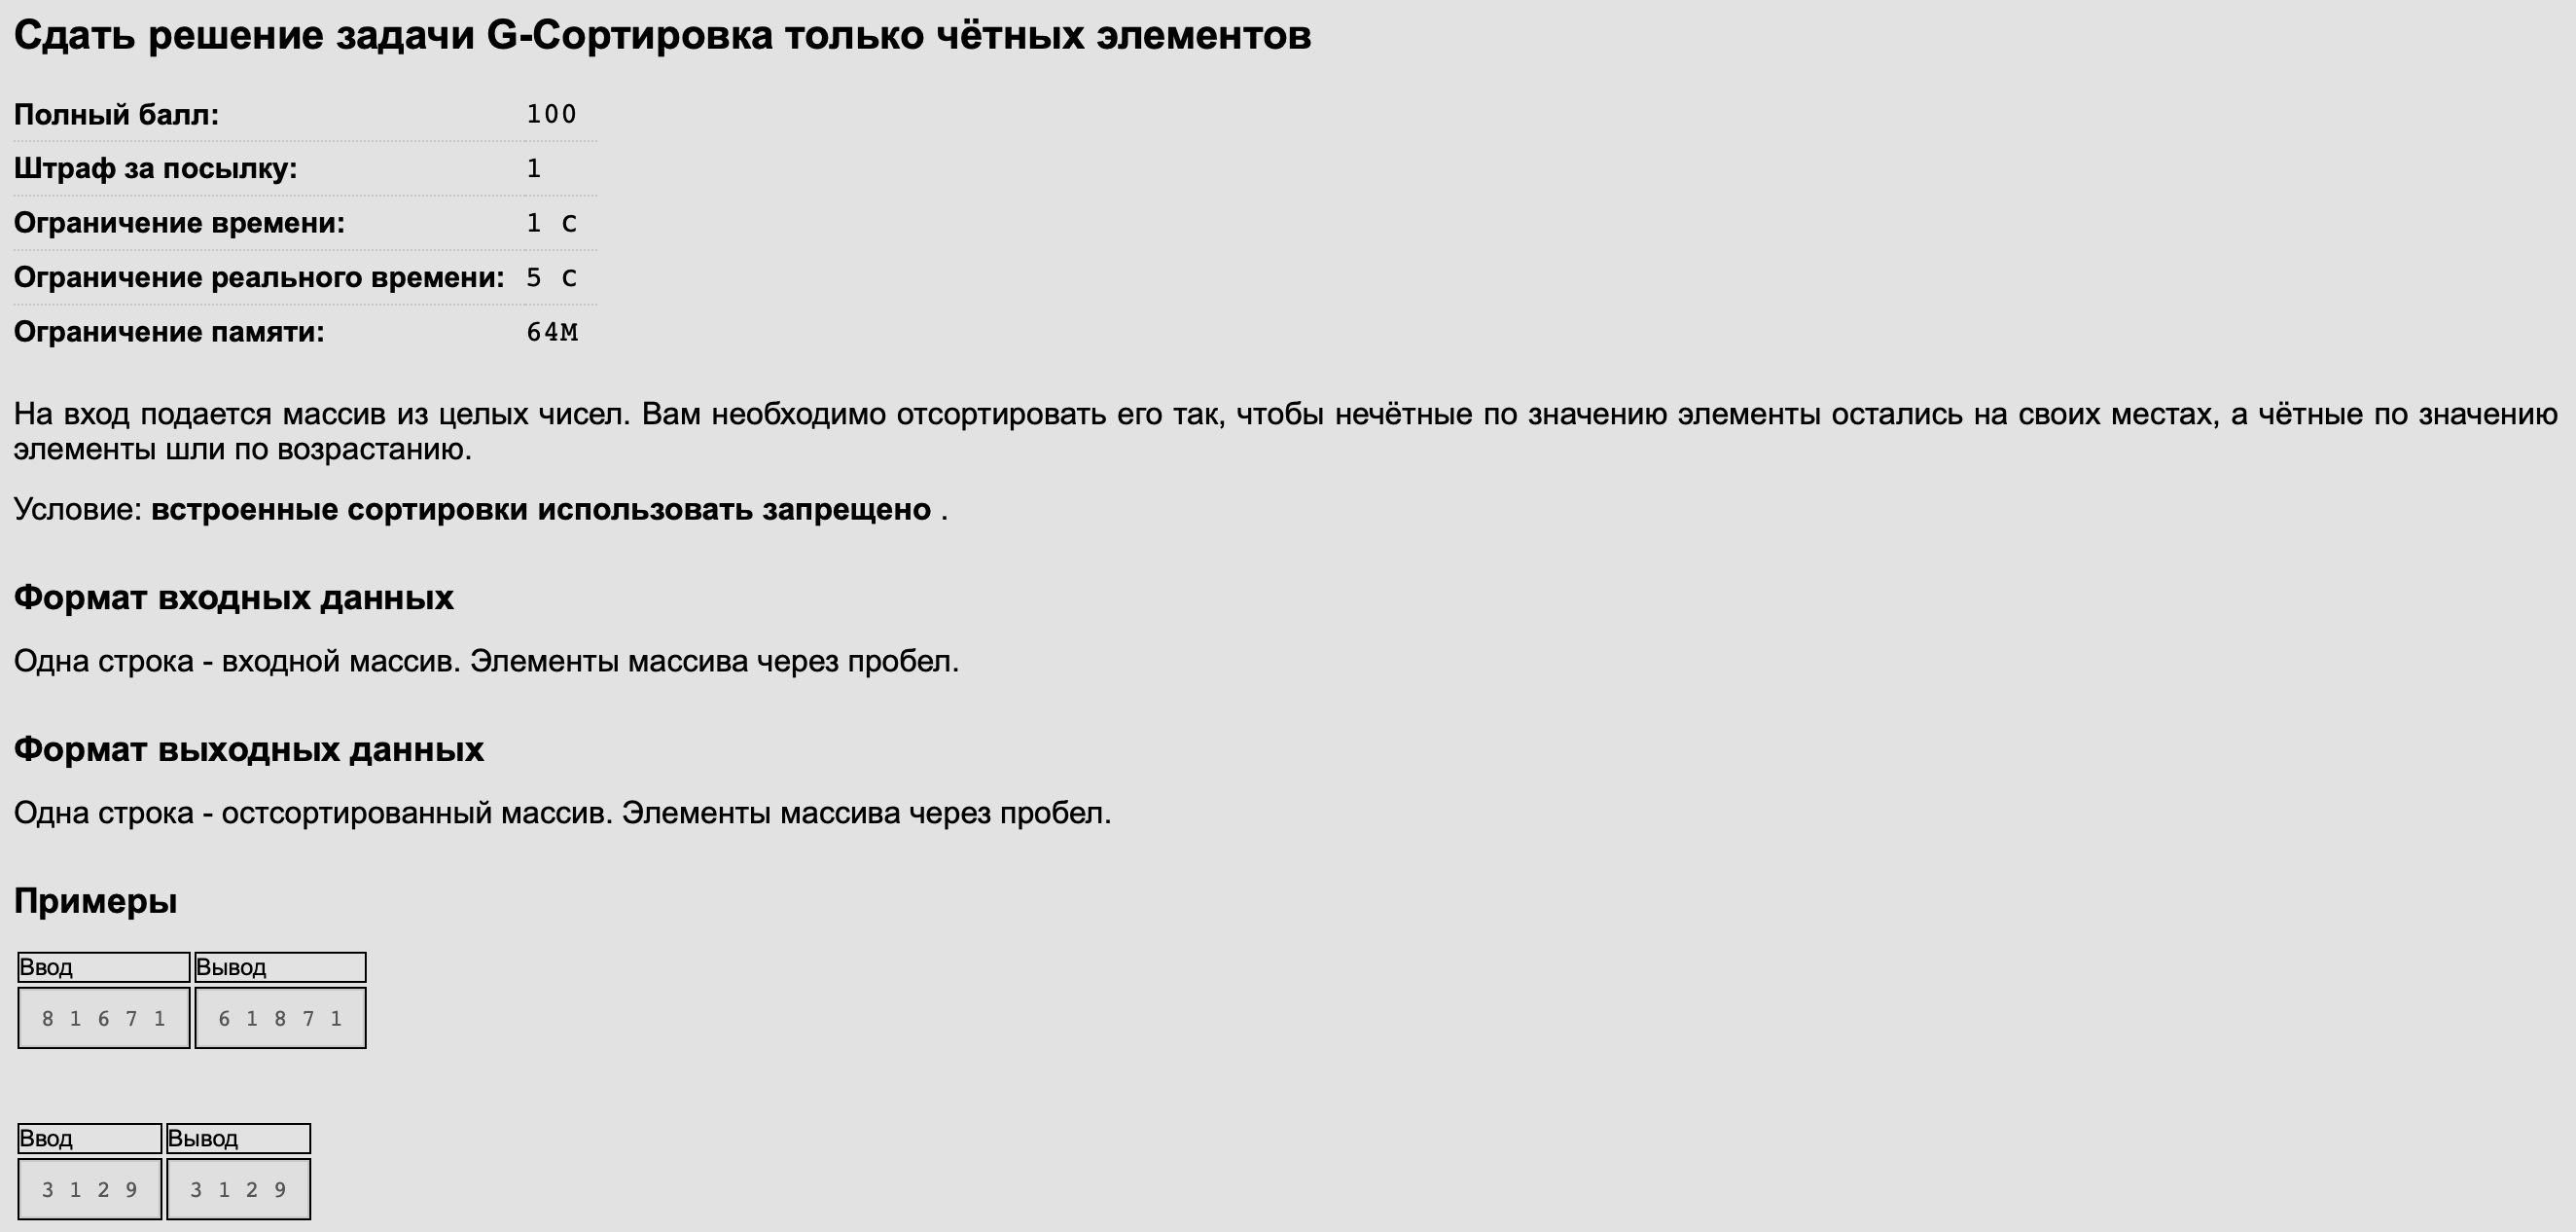 Сдать решение задачи G-Сортировка только чётных элементов
Полный балл: 100
Штраф за посылку: 1
Ограничение времени: 1 с
Ограничение реального времени: 5 с
Ограничение памяти: 64M
На вход подается массив из целых чисел. Вам необходимо отсортировать его так, чтобы нечётные по значению элементы остались на своих местах, а чётные по значению
элементы шли по возрастанию.
Условие: встроенные сортировки использовать запрещено .
Формат входных данных
Одна строка - входной массив. Элементы массива через пробел.
Формат выходных данных
Одна строка - остсортированный массив. Элементы массива через пробел.
Примеры
Ввод Вывод
8 1 6 7 1 6 1 8 7 1
Ввод Вывод
3 1 2 9 3 1 2 9